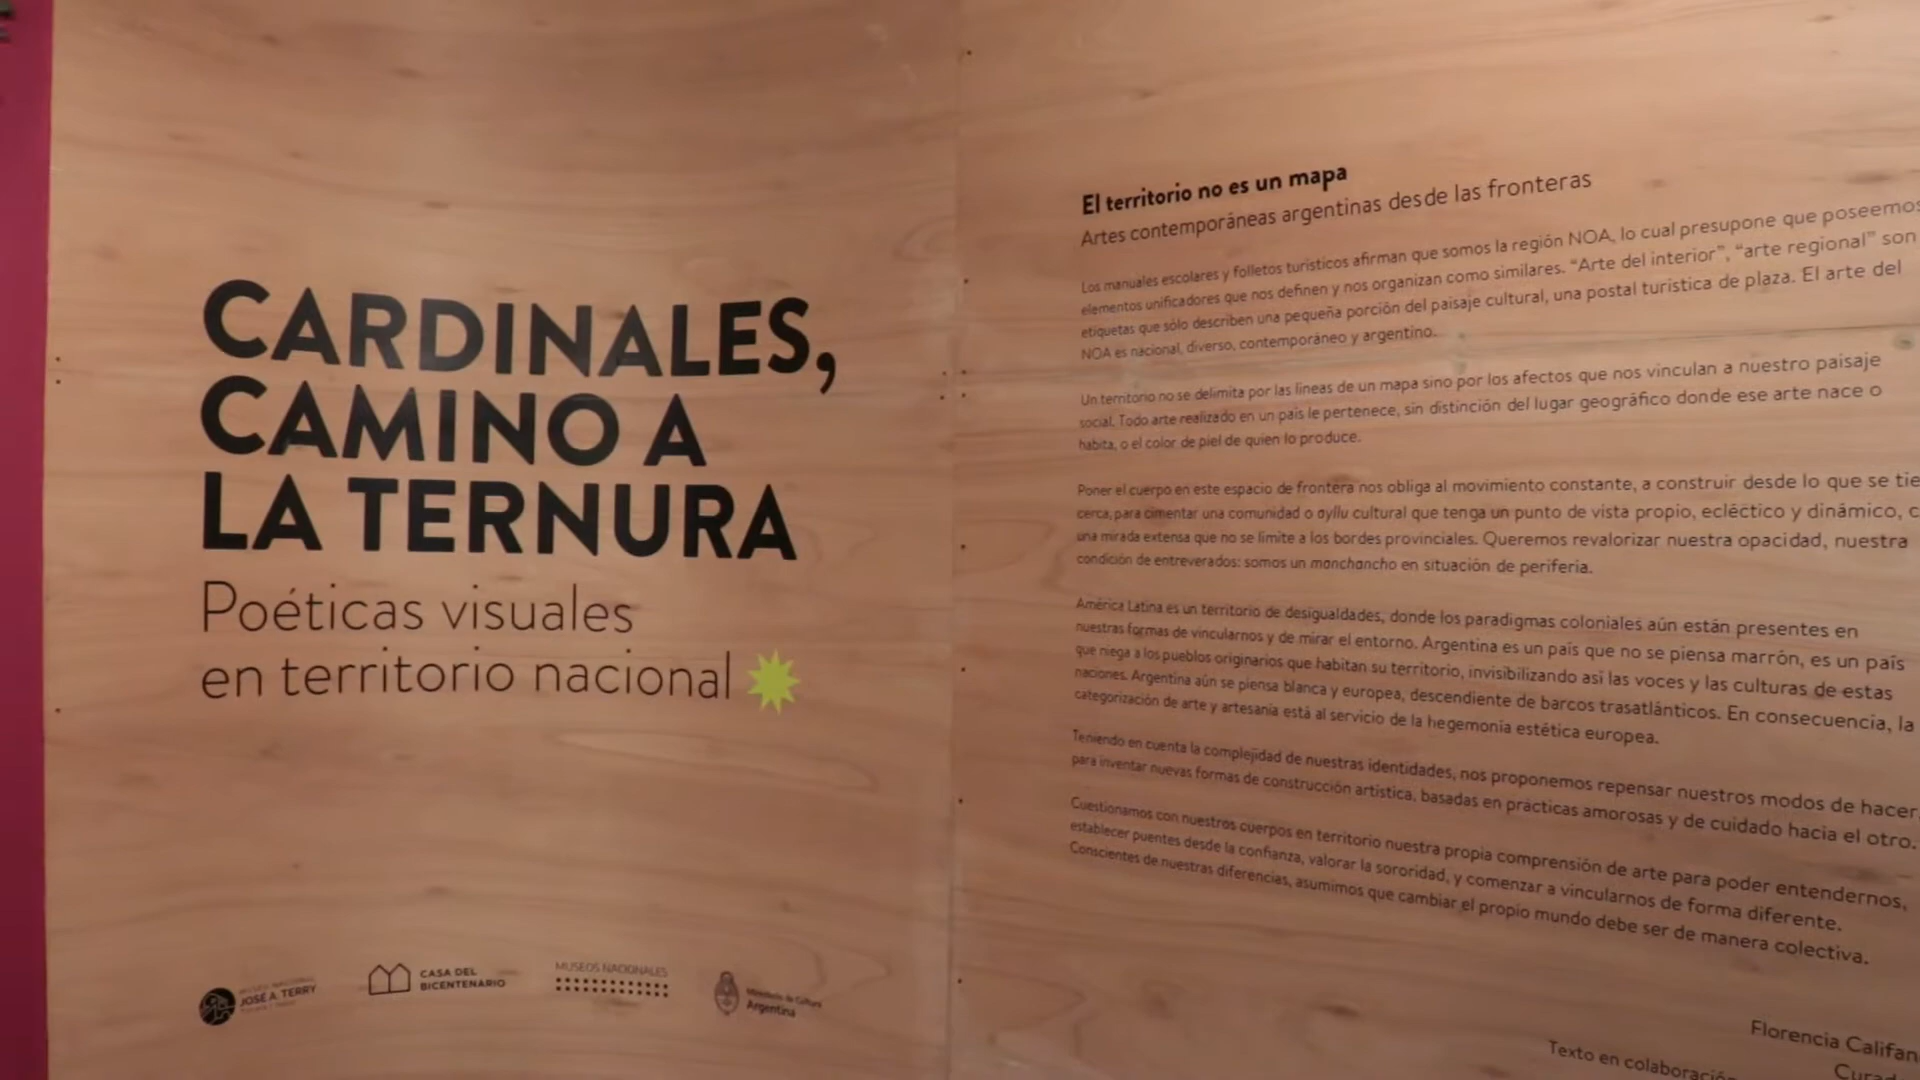 CARDINALES,
CAMINO A
LA TERNURA
Poéticas visuales
en territorio nacional
JOSÉ A. TERRY
CASA DEL
BICENTENARIO
MUSEOS NACIONALES
Ministerio de Cultura
Argentina
El territorio no es un mapa
Artes contemporáneas argentinas desde las fronteras
Los manuales escolares y folletos turísticos afirman que somos la región NOA, lo cual presupone que poseemos
elementos unificadores que nos definen y nos organizan como similares. “Arte del interior”, “arte regional” son
etiquetas que sólo describen una pequeña porción del paisaje cultural, una postal turística de plaza. El arte del
NOA es nacional, diverso, contemporáneo y argentino.
Un territorio no se delimita por las líneas de un mapa sino por los afectos que nos vinculan a nuestro paisaje
social. Todo arte realizado en un país le pertenece, sin distinción del lugar geográfico donde ese arte nace o
habita, o el color de piel de quien lo produce.
Poner el cuerpo en este espacio de frontera nos obliga al movimiento constante, a construir desde lo que se tie
cerca, para cimentar una comunidad o ayllu cultural que tenga un punto de vista propio, ecléctico y dinámico, c
una mirada extensa que no se limite a los bordes provinciales. Queremos revalorizar nuestra opacidad, nuestra
condición de entreverados: somos un manchancho en situación de periferia.
América Latina es un territorio de desigualdades, donde los paradigmas coloniales aún están presentes en
nuestras formas de vincularnos y de mirar el entorno. Argentina es un país que no se piensa marrón, es un país
que niega a los pueblos originarios que habitan su territorio, invisibilizando así las voces y las culturas de estas
naciones. Argentina aún se piensa blanca y europea, descendiente de barcos trasatlánticos. En consecuencia, la
categorización de arte y artesanía está al servicio de la hegemonía estética europea.
Teniendo en cuenta la complejidad de nuestras identidades, nos proponemos repensar nuestros modos de hacer,
para inventar nuevas formas de construcción artística, basadas en prácticas amorosas y de cuidado hacia el otro.
Cuestionamos con nuestros cuerpos en territorio nuestra propia comprensión de arte para poder entendernos,
establecer puentes desde la confianza, valorar la sororidad, y comenzar a vincularnos de forma diferente.
Conscientes de nuestras diferencias, asumimos que cambiar el propio mundo debe ser de manera colectiva.
Florencia Califan
Curad
Texto en colaboració